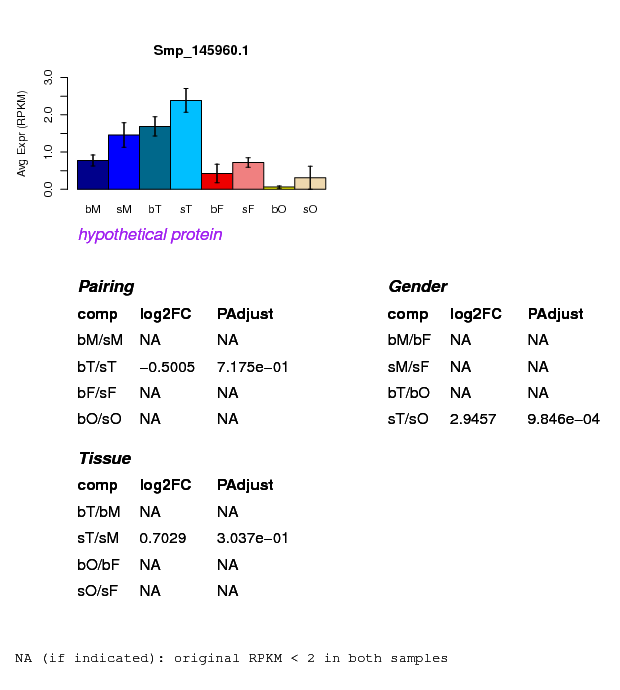 Smp_145960.1
Avg Expr (RPKM)
3.0
2.0
1.0
0.0
bM sM bT sT bF sF bO sO
hypothetical protein
Pairing
comp log2FC PAdjust
bM/sM NA NA
bT/sT −0.5005 7.175e−01
bF/sF NA NA
bO/sO NA NA
Gender
comp log2FC PAdjust
bM/bF NA NA
sM/sF NA NA
bT/bO NA NA
sT/sO 2.9457 9.846e−04
Tissue
comp log2FC PAdjust
bT/bM NA NA
sT/sM 0.7029 3.037e−01
bO/bF NA NA
sO/sF NA NA
NA (if indicated): original RPKM < 2 in both samples